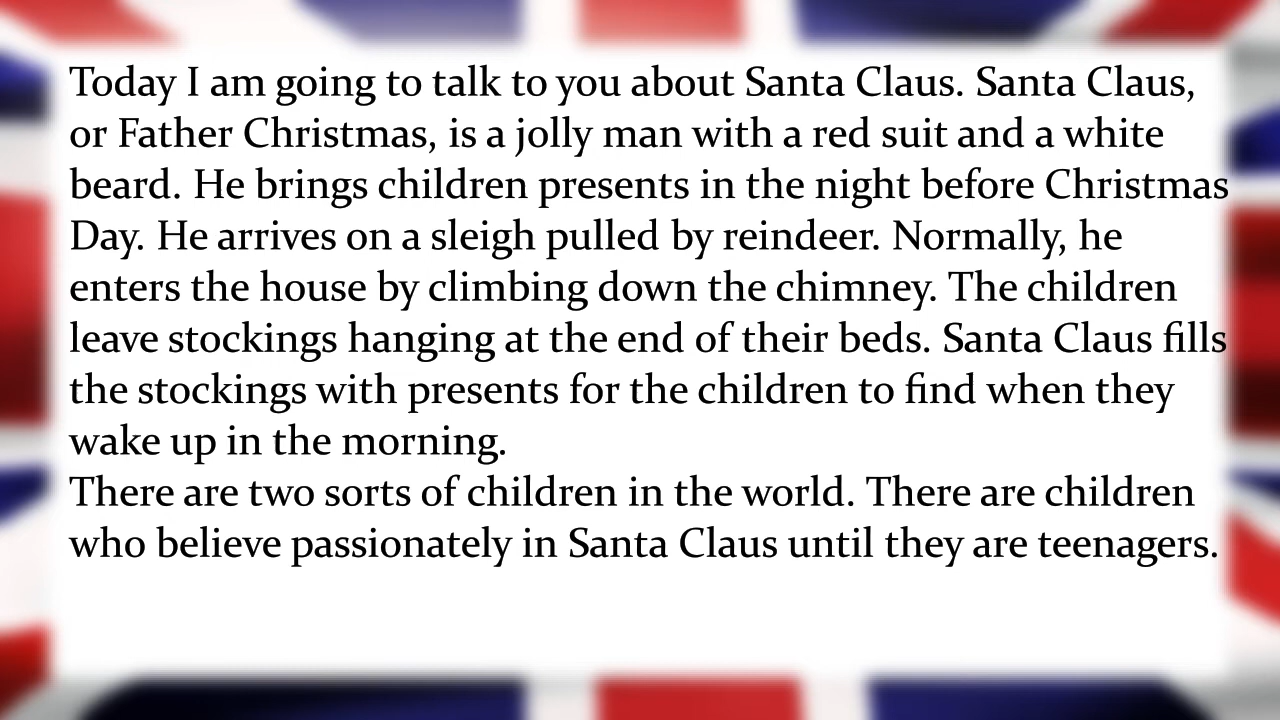 Today I am going to talk to you about Santa Claus. Santa Claus,
or Father Christmas, is a jolly man with a red suit and a white
beard. He brings children presents in the night before Christmas
Day. He arrives on a sleigh pulled by reindeer. Normally, he
enters the house by climbing down the chimney. The children
leave stockings hanging at the end of their beds. Santa Claus fills
the stockings with presents for the children to find when they
wake up in the morning.
There are two sorts of children in the world. There are children
who believe passionately in Santa Claus until they are teenagers.